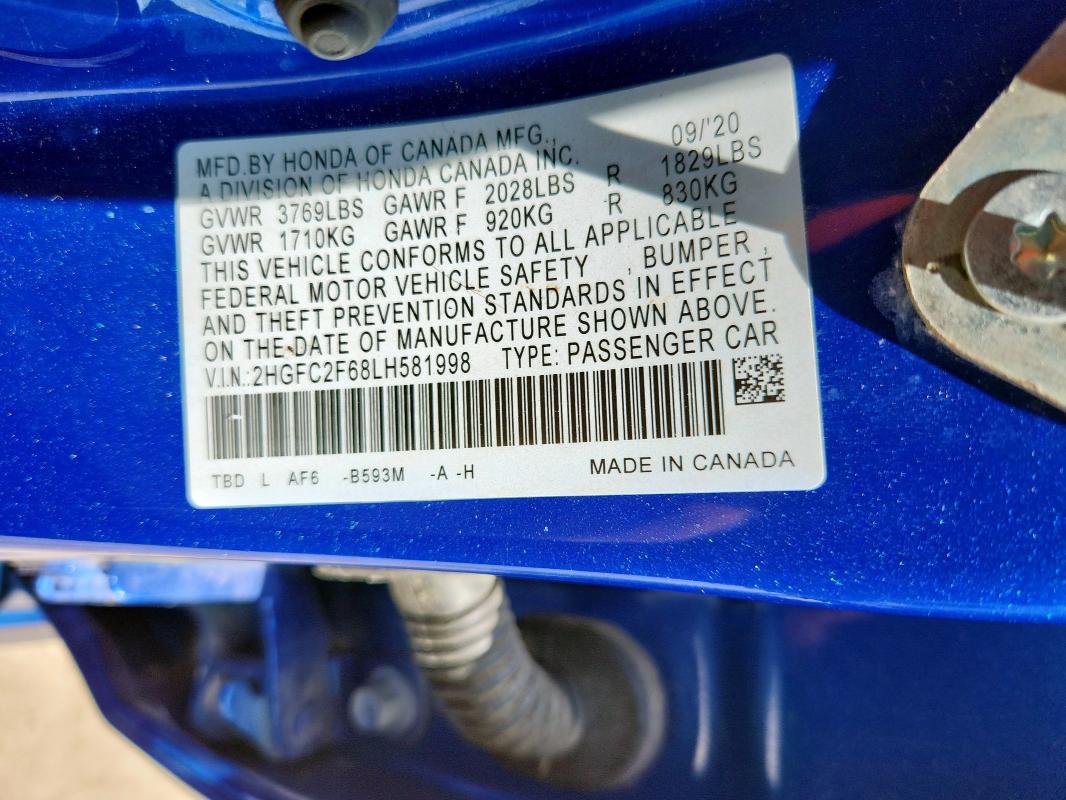 MFD.BY HONDA OF CANADA MFG., 09/'20
A DIVISION OF HONDA CANADA INC.
GVWR 3769LBS GAWR F 2028LBS R 1829LBS
GVWR 1710KG GAWR F 920KG R 830KG
THIS VEHICLE CONFORMS TO ALL APPLICABLE
FEDERAL MOTOR VEHICLE SAFETY , BUMPER ,
AND THEFT PREVENTION STANDARDS IN EFFECT
ON THE DATE OF MANUFACTURE SHOWN ABOVE.
V.I.N.:2HGFC2F68LH581998 TYPE: PASSENGER CAR
TBD L AF6 -B593M -A -H MADE IN CANADA